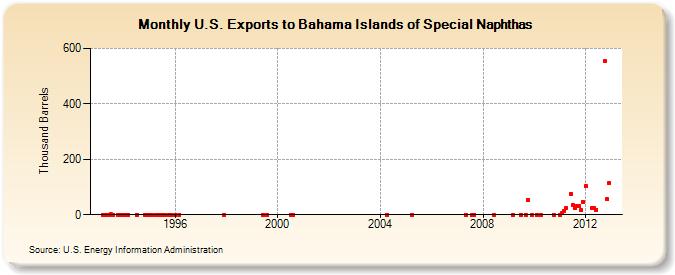 Monthly U.S. Exports to Bahama Islands of Special Naphthas
Thousand Barrels
600
400
200
0
1996 2000 2004 2008 2012
Source: U.S. Energy Information Administration